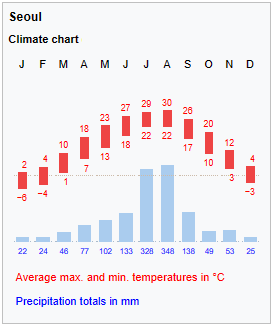 Seoul
Climate chart
J F M A M J J A S O N D
2 4 10 18 23 27 29 30 26 20 12 4
−6 −4 1 7 13 18 22 22 17 10 3 −3
22 24 46 77 102 133 328 348 138 49 53 25
Average max. and min. temperatures in °C
Precipitation totals in mm